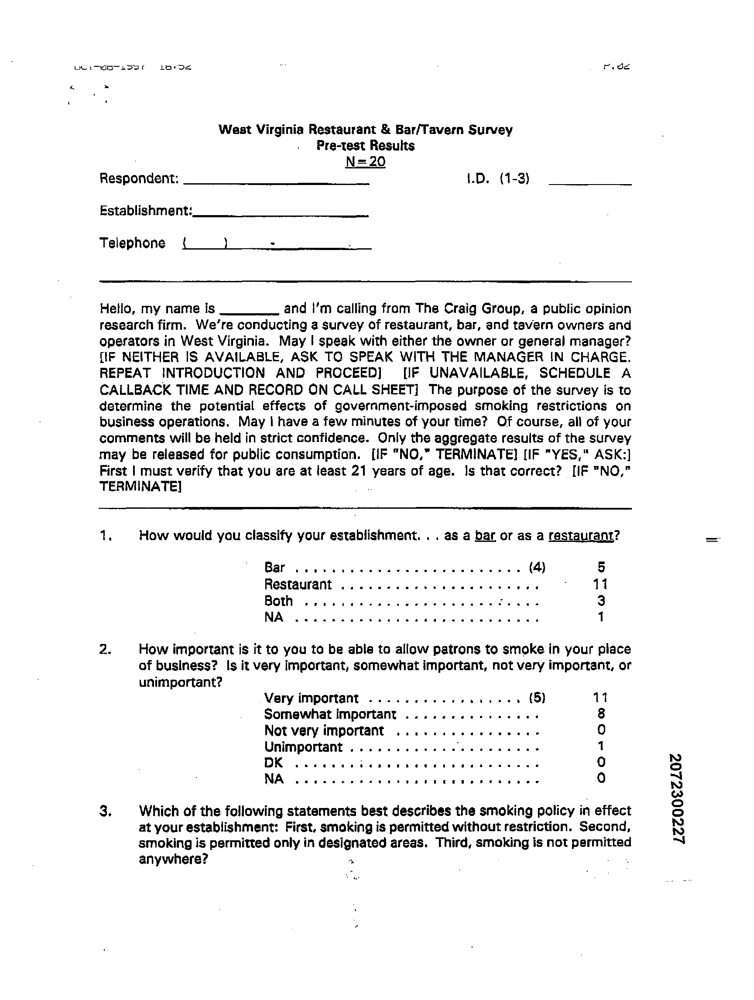 OCT-08-1997 16:52 P.02
West Virginia Restaurant & Bar/Tavern Survey
Pre-test Results
N=20
Respondent: ____________ I.D. (1-3) ________
Establishment:____________
Telephone ( ) -
Hello, my name is ________ and I'm calling from The Craig Group, a public opinion
research firm. We're conducting a survey of restaurant, bar, and tavern owners and
operators in West Virginia. May I speak with either the owner or general manager?
[IF NEITHER IS AVAILABLE, ASK TO SPEAK WITH THE MANAGER IN CHARGE.
REPEAT INTRODUCTION AND PROCEED] [IF UNAVAILABLE, SCHEDULE A
CALLBACK TIME AND RECORD ON CALL SHEET] The purpose of the survey is to
determine the potential effects of government-imposed smoking restrictions on
business operations. May I have a few minutes of your time? Of course, all of your
comments will be held in strict confidence. Only the aggregate results of the survey
may be released for public consumption. [IF "NO," TERMINATE] [IF "YES," ASK:]
First I must verify that you are at least 21 years of age. Is that correct? [IF "NO,"
TERMINATE]
1. How would you classify your establishment. . . as a bar or as a restaurant?
Bar . . . . . . . . . . . . . . . . . . . . . . . . . (4) 5
Restaurant . . . . . . . . . . . . . . . . . . . . . . 11
Both . . . . . . . . . . . . . . . . . . . . . . . . . . 3
NA . . . . . . . . . . . . . . . . . . . . . . . . . . . 1
2. How important is it to you to be able to allow patrons to smoke in your place
of business? Is it very important, somewhat important, not very important, or
unimportant?
Very important . . . . . . . . . . . . . . . . . (5) 11
Somewhat important . . . . . . . . . . . . . . . 8
Not very important . . . . . . . . . . . . . . . . 0
Unimportant . . . . . . . . . . . . . . . . . . . . . 1
DK . . . . . . . . . . . . . . . . . . . . . . . . . . . 0
NA . . . . . . . . . . . . . . . . . . . . . . . . . . . 0
3. Which of the following statements best describes the smoking policy in effect
at your establishment: First, smoking is permitted without restriction. Second,
smoking is permitted only in designated areas. Third, smoking is not permitted
anywhere?
2072300227